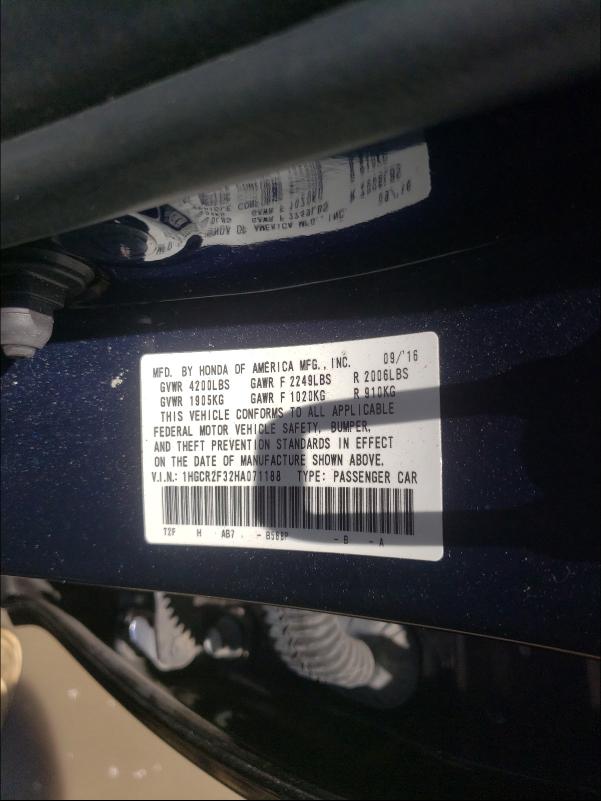 MFD. BY HONDA OF AMERICA MFG., INC. 09/'16
GVWR 4200LBS GAWR F 2249LBS R 2006LBS
GVWR 1905KG GAWR F 1020KG R 910KG
THIS VEHICLE CONFORMS TO ALL APPLICABLE
FEDERAL MOTOR VEHICLE SAFETY, BUMPER,
AND THEFT PREVENTION STANDARDS IN EFFECT
ON THE DATE OF MANUFACTURE SHOWN ABOVE.
V.I.N.: 1HGCR2F32HA071188 TYPE: PASSENGER CAR
T2F H AB7 - B588P - B - A